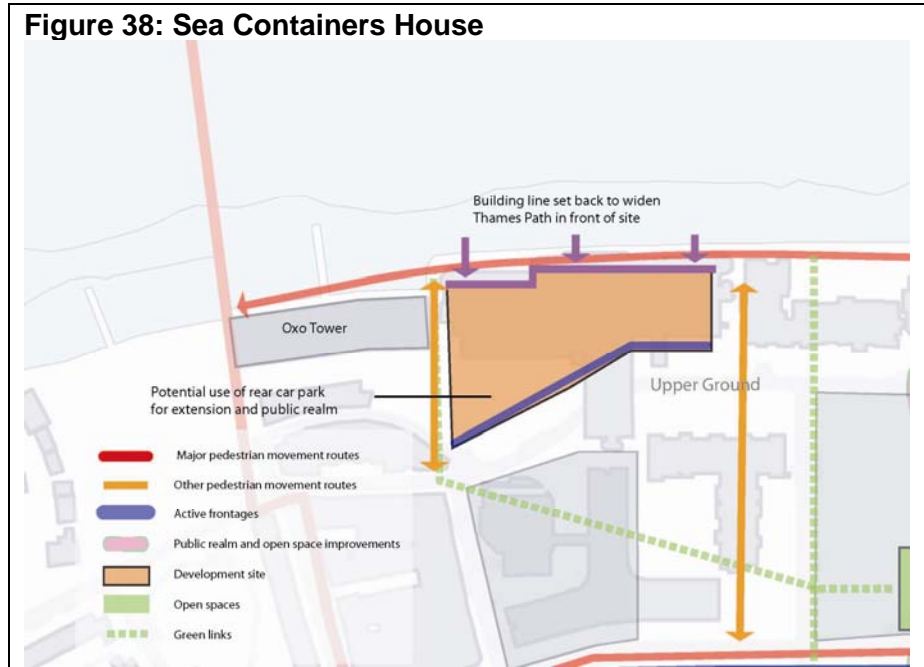 Figure 38: Sea Containers House
Building line set back to widen
Thames Path in front of site
Oxo Tower
Upper Ground
Potential use of rear car park
for extension and public realm
Major pedestrian movement routes
Other pedestrian movement routes
Active frontages
Public realm and open space improvements
Development site
Open spaces
Green links